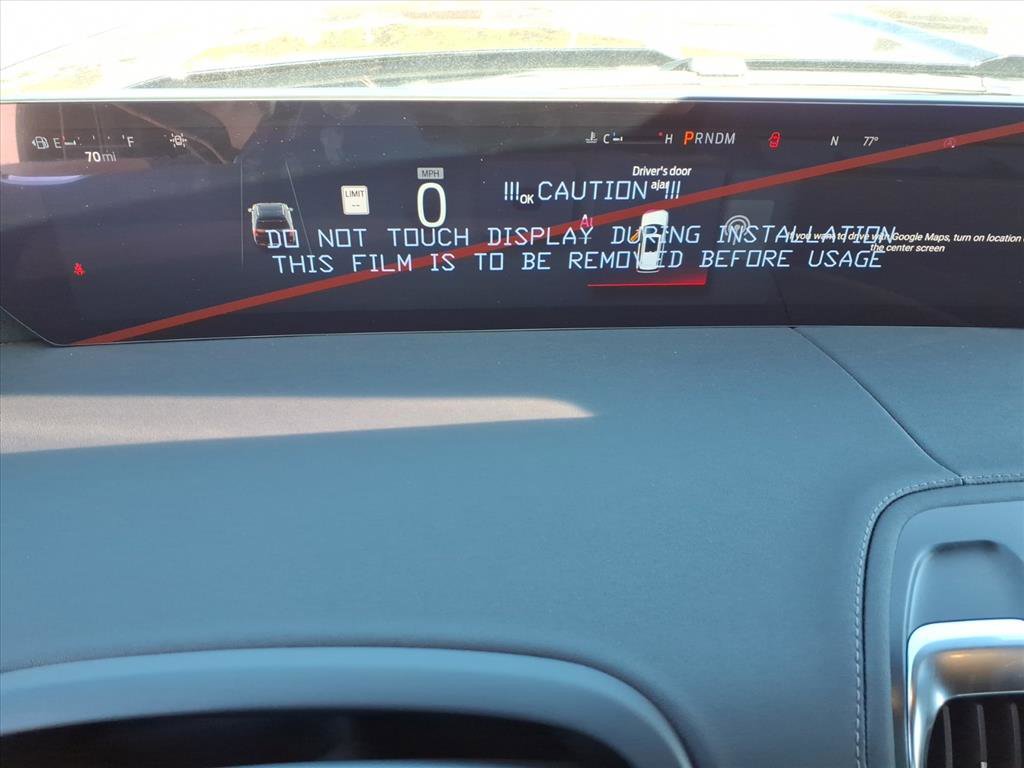 E F
70 mi
C H PRNDM N 77°
LIMIT
--
MPH
0
Driver's door
ajar
OK
!!! CAUTION !!!
DO NOT TOUCH DISPLAY DURING INSTALLATION
THIS FILM IS TO BE REMOVED BEFORE USAGE
If you want to drive with Google Maps, turn on location
the center screen